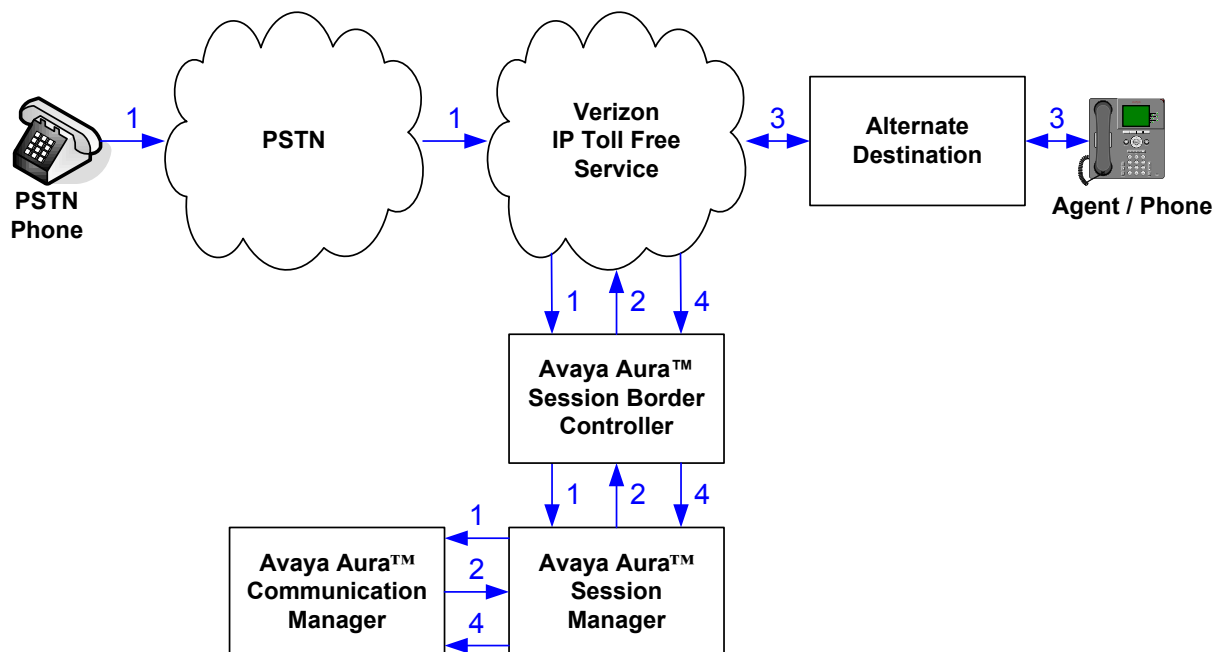 1
PSTN
Phone
PSTN
1
Verizon
IP Toll Free
Service
3
Alternate
Destination
3
Agent / Phone
1
2
4
Avaya Aura™
Session Border
Controller
1
2
4
1
2
4
Avaya Aura™
Communication
Manager
Avaya Aura™
Session
Manager